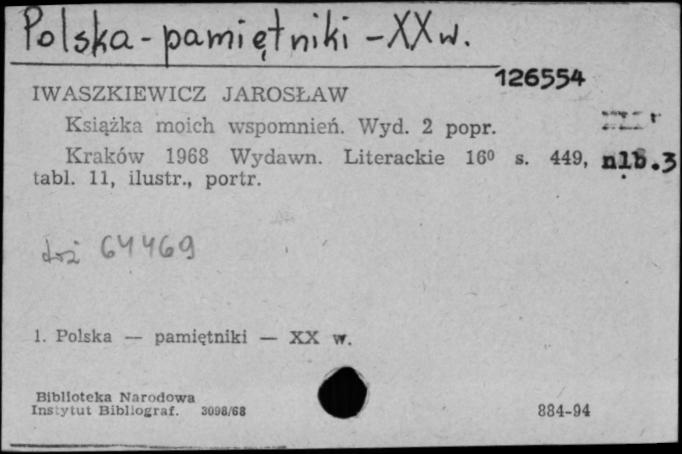 Polska - pamiętniki - XX w.
126554
IWASZKIEWICZ JAROSŁAW
Książka moich wspomnień. Wyd. 2 popr.
Kraków 1968 Wydawn. Literackie 16⁰ s. 449, nlb.3
tabl. 11, ilustr., portr.
64469
1. Polska — pamiętniki — XX w.
Biblioteka Narodowa
Instytut Bibliograf. 3098/68
884-94